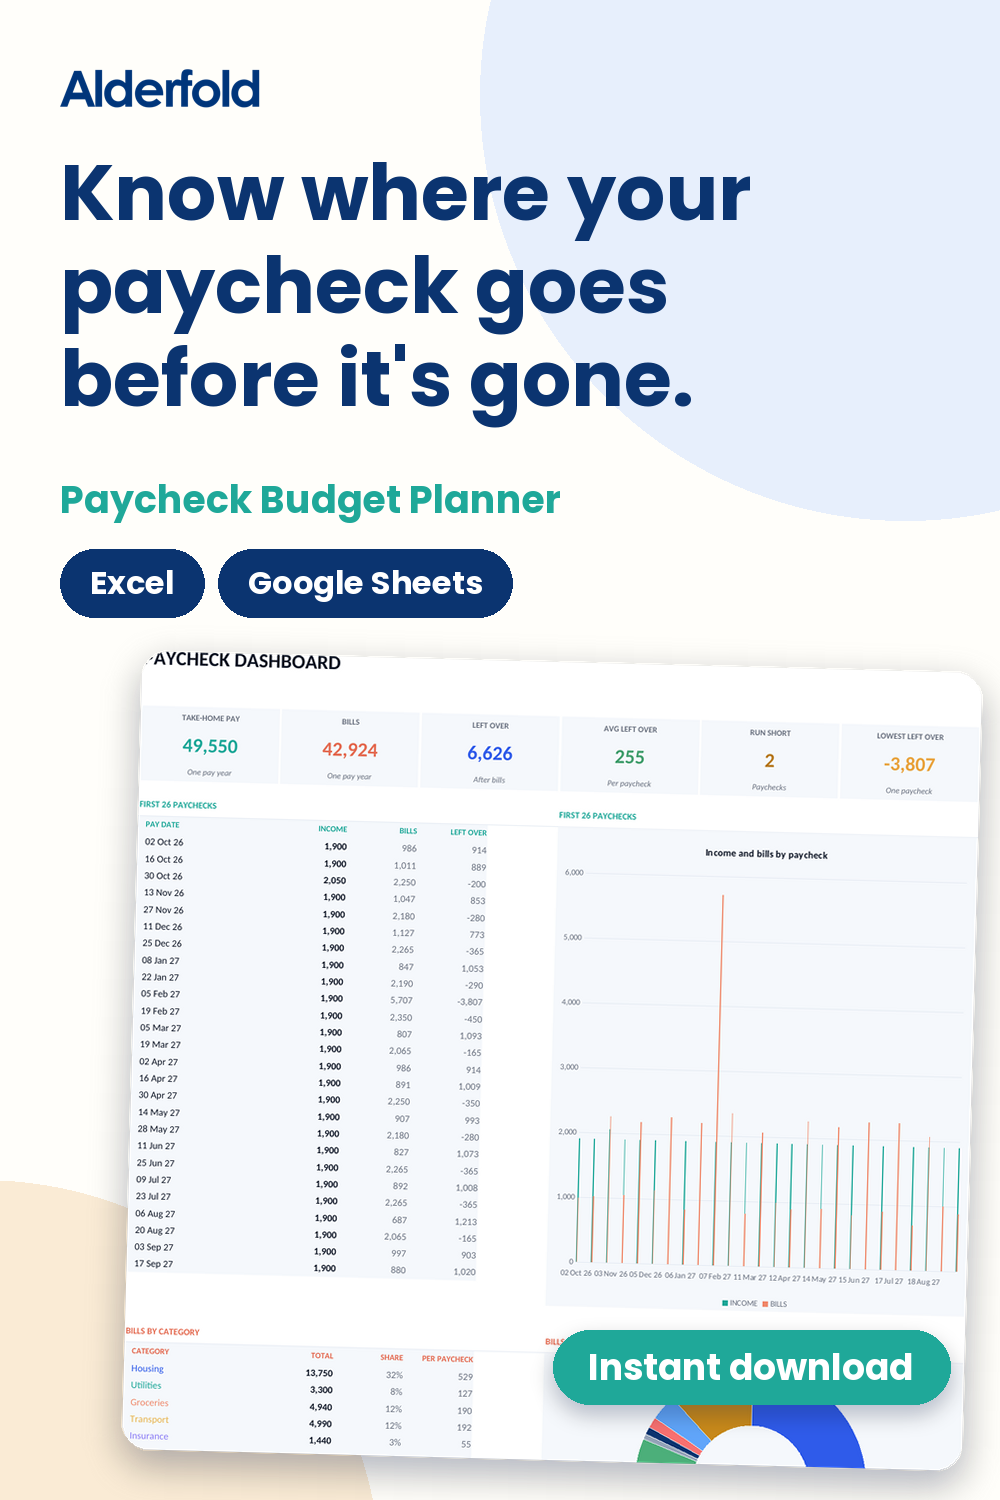 Alderfold
Know where your
paycheck goes
before it's gone.
Paycheck Budget Planner
Excel Google Sheets
PAYCHECK DASHBOARD
TAKE-HOME PAY BILLS LEFT OVER AVG LEFT OVER RUN SHORT LOWEST LEFT OVER
49,550 42,924 6,626 255 2 -3,807
One pay year One pay year After bills Per paycheck Paychecks One paycheck
FIRST 26 PAYCHECKS
PAY DATE INCOME BILLS LEFT OVER
02 Oct 26 1,900 986 914
16 Oct 26 1,900 1,011 889
30 Oct 26 2,050 2,250 -200
13 Nov 26 1,900 1,047 853
27 Nov 26 1,900 2,180 -280
11 Dec 26 1,900 1,127 773
25 Dec 26 1,900 2,265 -365
08 Jan 27 1,900 847 1,053
22 Jan 27 1,900 2,190 -290
05 Feb 27 1,900 5,707 -3,807
19 Feb 27 1,900 2,350 -450
05 Mar 27 1,900 807 1,093
19 Mar 27 1,900 2,065 -165
02 Apr 27 1,900 986 914
16 Apr 27 1,900 891 1,009
30 Apr 27 1,900 2,250 -350
14 May 27 1,900 907 993
28 May 27 1,900 2,180 -280
11 Jun 27 1,900 827 1,073
25 Jun 27 1,900 2,265 -365
09 Jul 27 1,900 892 1,008
23 Jul 27 1,900 2,265 -365
06 Aug 27 1,900 687 1,213
20 Aug 27 1,900 2,065 -165
03 Sep 27 1,900 997 903
17 Sep 27 1,900 880 1,020
FIRST 26 PAYCHECKS
Income and bills by paycheck
6,000
5,000
4,000
3,000
2,000
1,000
0
02 Oct 26 03 Nov 26 05 Dec 26 06 Jan 27 07 Feb 27 11 Mar 27 12 Apr 27 14 May 27 15 Jun 27 17 Jul 27 18 Aug 27
INCOME BILLS
BILLS BY CATEGORY
CATEGORY TOTAL SHARE PER PAYCHECK
Housing 13,750 32% 529
Utilities 3,300 8% 127
Groceries 4,940 12% 190
Transport 4,990 12% 192
Insurance 1,440 3% 55
BILLS
Instant download